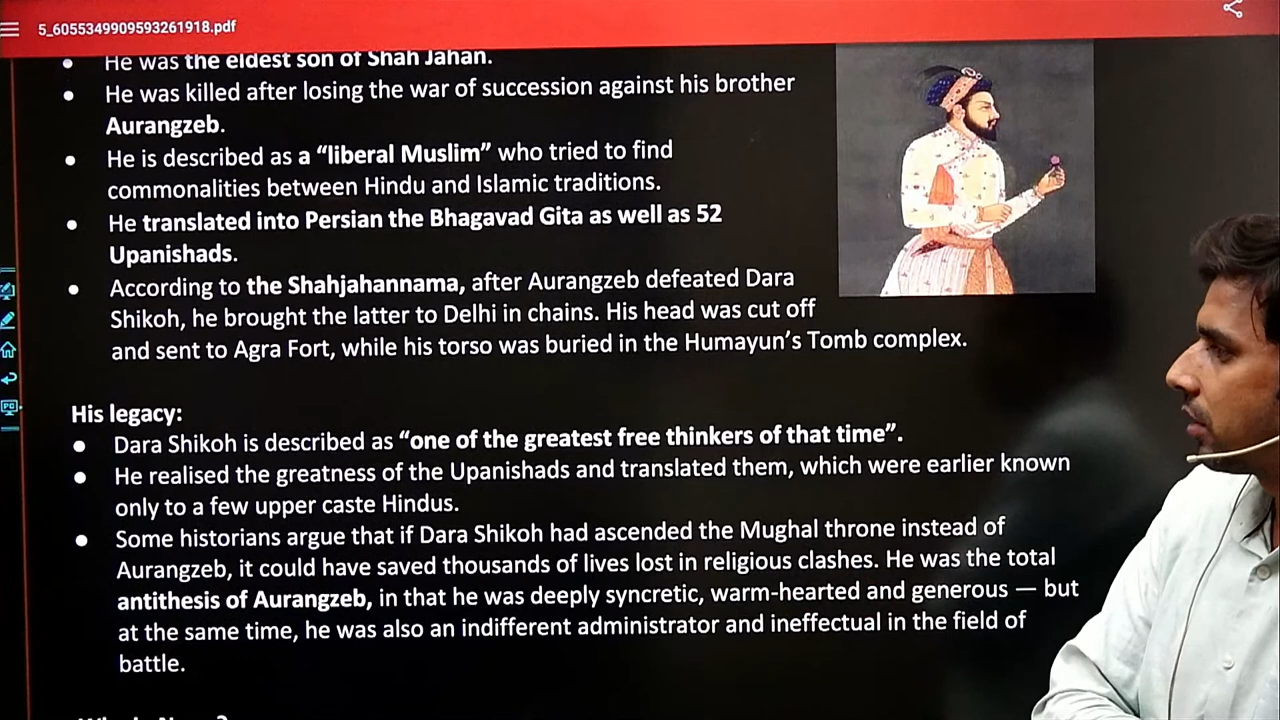 5_6055349909593261918.pdf
● He was the eldest son of Shah Jahan.
● He was killed after losing the war of succession against his brother
Aurangzeb.
● He is described as a “liberal Muslim” who tried to find
commonalities between Hindu and Islamic traditions.
● He translated into Persian the Bhagavad Gita as well as 52
Upanishads.
● According to the Shahjahannama, after Aurangzeb defeated Dara
Shikoh, he brought the latter to Delhi in chains. His head was cut off
and sent to Agra Fort, while his torso was buried in the Humayun’s Tomb complex.
His legacy:
● Dara Shikoh is described as “one of the greatest free thinkers of that time”.
● He realised the greatness of the Upanishads and translated them, which were earlier known
only to a few upper caste Hindus.
● Some historians argue that if Dara Shikoh had ascended the Mughal throne instead of
Aurangzeb, it could have saved thousands of lives lost in religious clashes. He was the total
antithesis of Aurangzeb, in that he was deeply syncretic, warm-hearted and generous — but
at the same time, he was also an indifferent administrator and ineffectual in the field of
battle.